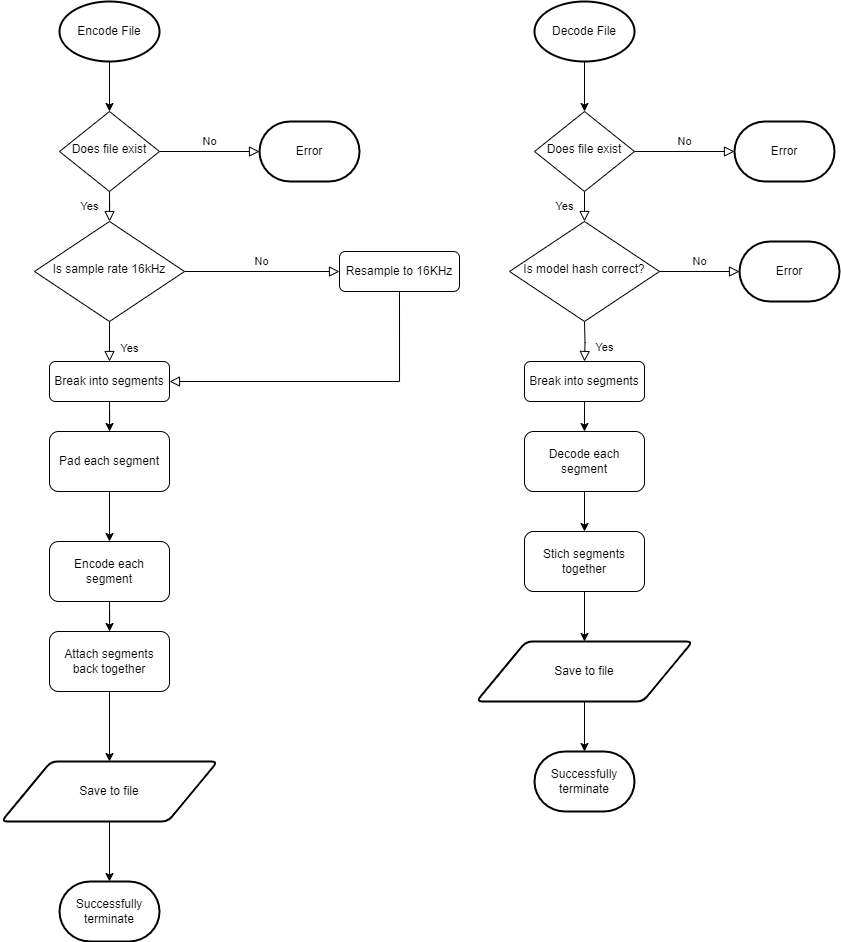 Encode File
Does file exist
No
Error
Yes
Is sample rate 16kHz
No
Resample to 16KHz
Yes
Break into segments
Pad each segment
Encode each
segment
Attach segments
back together
Save to file
Successfully
terminate
Decode File
Does file exist
No
Error
Yes
Is model hash correct?
No
Error
Yes
Break into segments
Decode each
segment
Stich segments
together
Save to file
Successfully
terminate